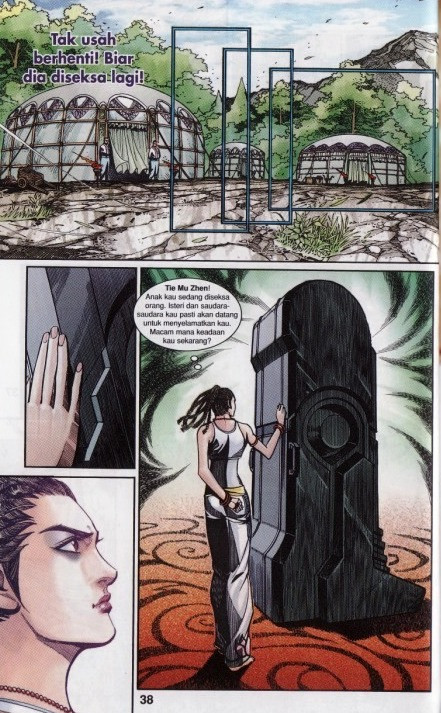 Tak usah
berhenti! Biar
dia diseksa lagi!
Tie Mu Zhen!
Anak kau sedang diseksa
orang. Isteri dan saudara-
saudara kau pasti akan datang
untuk menyelamatkan kau.
Macam mana keadaan
kau sekarang?
38